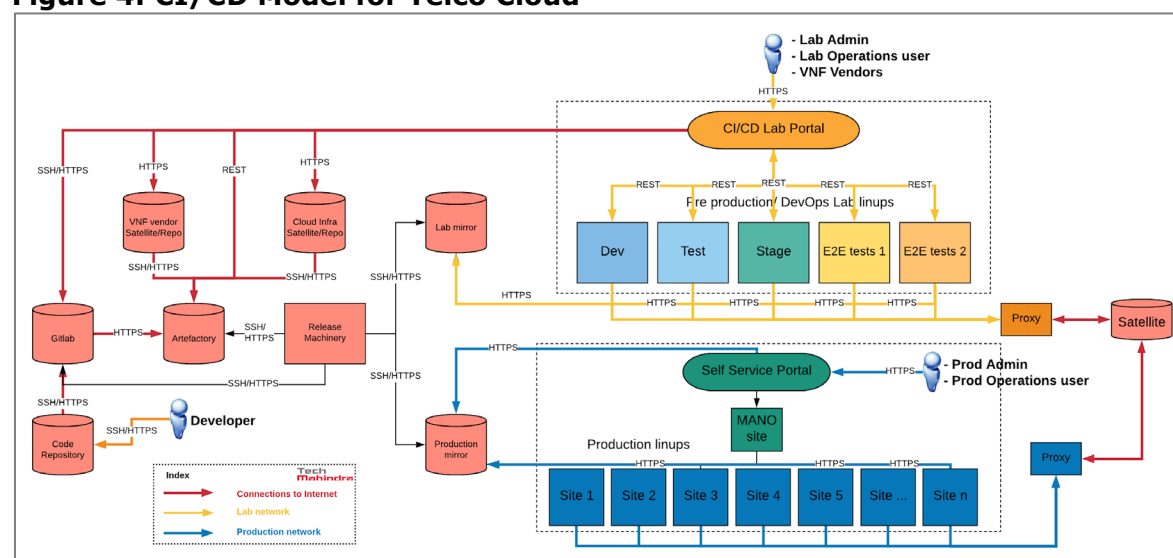 Figure 4: CI/CD Model for Telco Cloud
- Lab Admin
- Lab Operations user
- VNF Vendors
HTTPS
CI/CD Lab Portal
SSH/HTTPS
HTTPS
REST
HTTPS
REST
REST
REST
REST
REST
Pre production/ DevOps Lab linups
VNF vendor
Satellite/Repo
Cloud Infra
Satellite/Repo
Lab mirror
Dev
Test
Stage
E2E tests 1
E2E tests 2
SSH/HTTPS
SSH/HTTPS
SSH/HTTPS
HTTPS
HTTPS
HTTPS
HTTPS
HTTPS
Gitlab
HTTPS
Artefactory
SSH/
HTTPS
Release
Machinery
Proxy
Satellite
HTTPS
Self Service Portal
HTTPS
- Prod Admin
- Prod Operations user
SSH/HTTPS
SSH/HTTPS
SSH/HTTPS
MANO
site
Developer
SSH/HTTPS
Code
Repository
Production
mirror
Production linups
HTTPS
HTTPS
HTTPS
Proxy
Site 1
Site 2
Site 3
Site 4
Site 5
Site ...
Site n
Index
Tech
Mahindra
Connections to Internet
Lab network
Production network